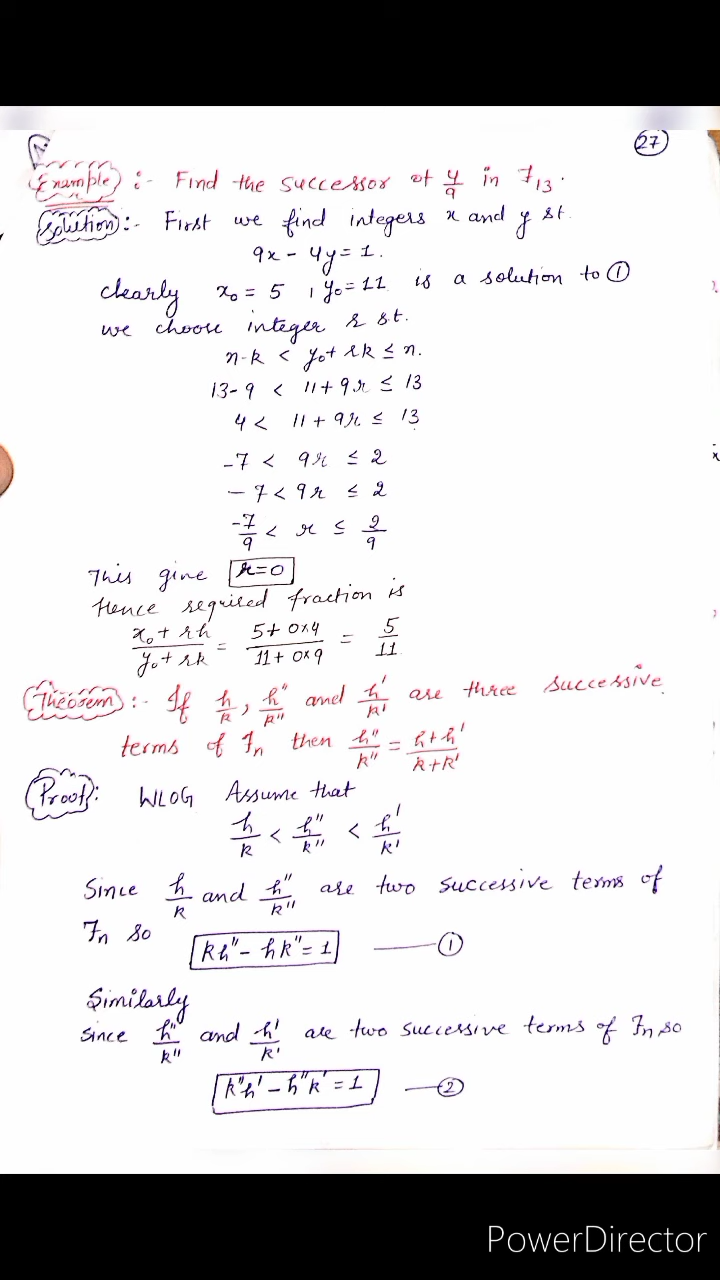 27
Example :- Find the successor of 4/9 in F₁₃.
Solution :- First we find integers x and y st.
9x - 4y = 1.
clearly x₀ = 5 , y₀ = 11 is a solution to ①
we choose integer r s.t.
n-k < y₀ + rk ≤ n.
13-9 < 11 + 9r ≤ 13
4 < 11 + 9r ≤ 13
-7 < 9r ≤ 2
-7 < 9r ≤ 2
-7/9 < r ≤ 2/9
This give r=0
Hence required fraction is
(x₀ + rh)/(y₀ + rk) = (5 + 0×4)/(11 + 0×9) = 5/11
Theorem :- If h/k, h''/k'' and h'/k' are three successive
terms of Fₙ then h''/k'' = (h+h')/(k+k')
Proof: WLOG Assume that
h/k < h''/k'' < h'/k'
Since h/k and h''/k'' are two successive terms of
Fₙ so kh'' - hk'' = 1 —— ①
Similarly
since h''/k'' and h'/k' are two successive terms of Fₙ so
k''h' - h''k' = 1 —— ②
PowerDirector